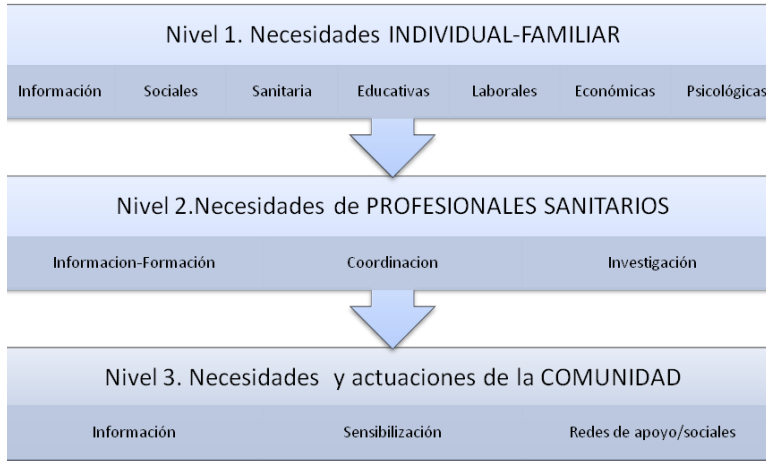 Nivel 1. Necesidades INDIVIDUAL-FAMILIAR
Información Sociales Sanitaria Educativas Laborales Económicas Psicológicas
Nivel 2.Necesidades de PROFESIONALES SANITARIOS
Informacion-Formación Coordinacion Investigación
Nivel 3. Necesidades y actuaciones de la COMUNIDAD
Información Sensibilización Redes de apoyo/sociales